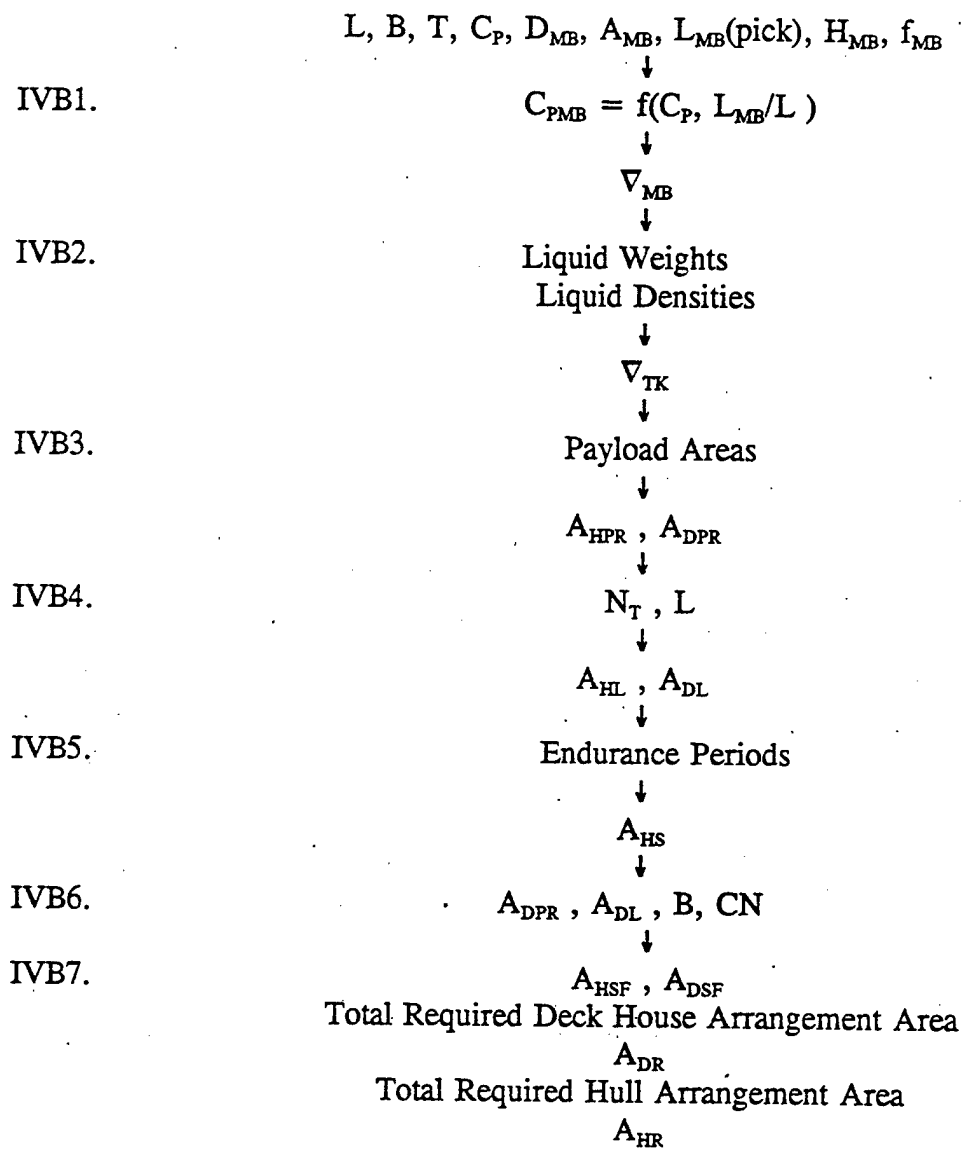 L, B, T, C_P, D_MB, A_MB, L_MB(pick), H_MB, f_MB
↓
IVB1. C_PMB = f(C_P, L_MB/L )
↓
∇_MB
↓
IVB2. Liquid Weights
Liquid Densities
↓
∇_TK
↓
IVB3. Payload Areas
↓
A_HPR , A_DPR
↓
IVB4. N_T , L
↓
A_HL , A_DL
↓
IVB5. Endurance Periods
↓
A_HS
↓
IVB6. A_DPR , A_DL , B, CN
↓
IVB7. A_HSF , A_DSF
Total Required Deck House Arrangement Area
A_DR
Total Required Hull Arrangement Area
A_HR